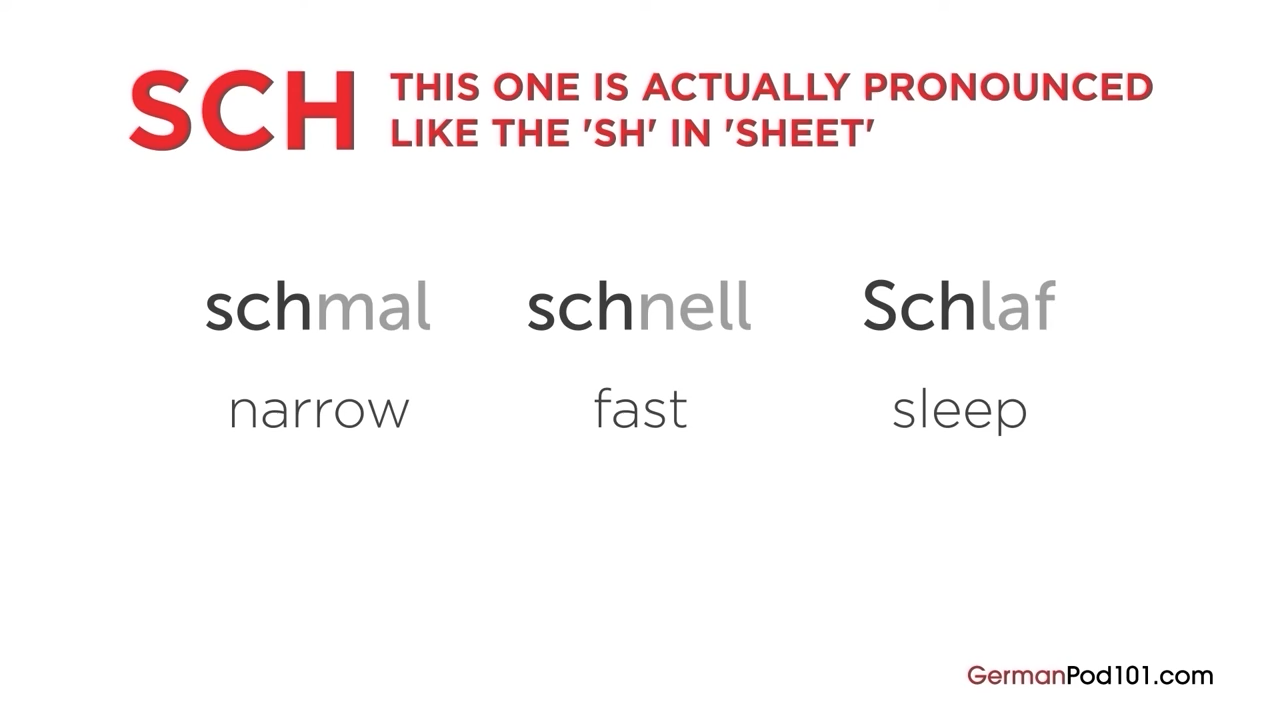 SCH
THIS ONE IS ACTUALLY PRONOUNCED
LIKE THE 'SH' IN 'SHEET'
schmal schnell Schlaf
narrow fast sleep
GermanPod101.com